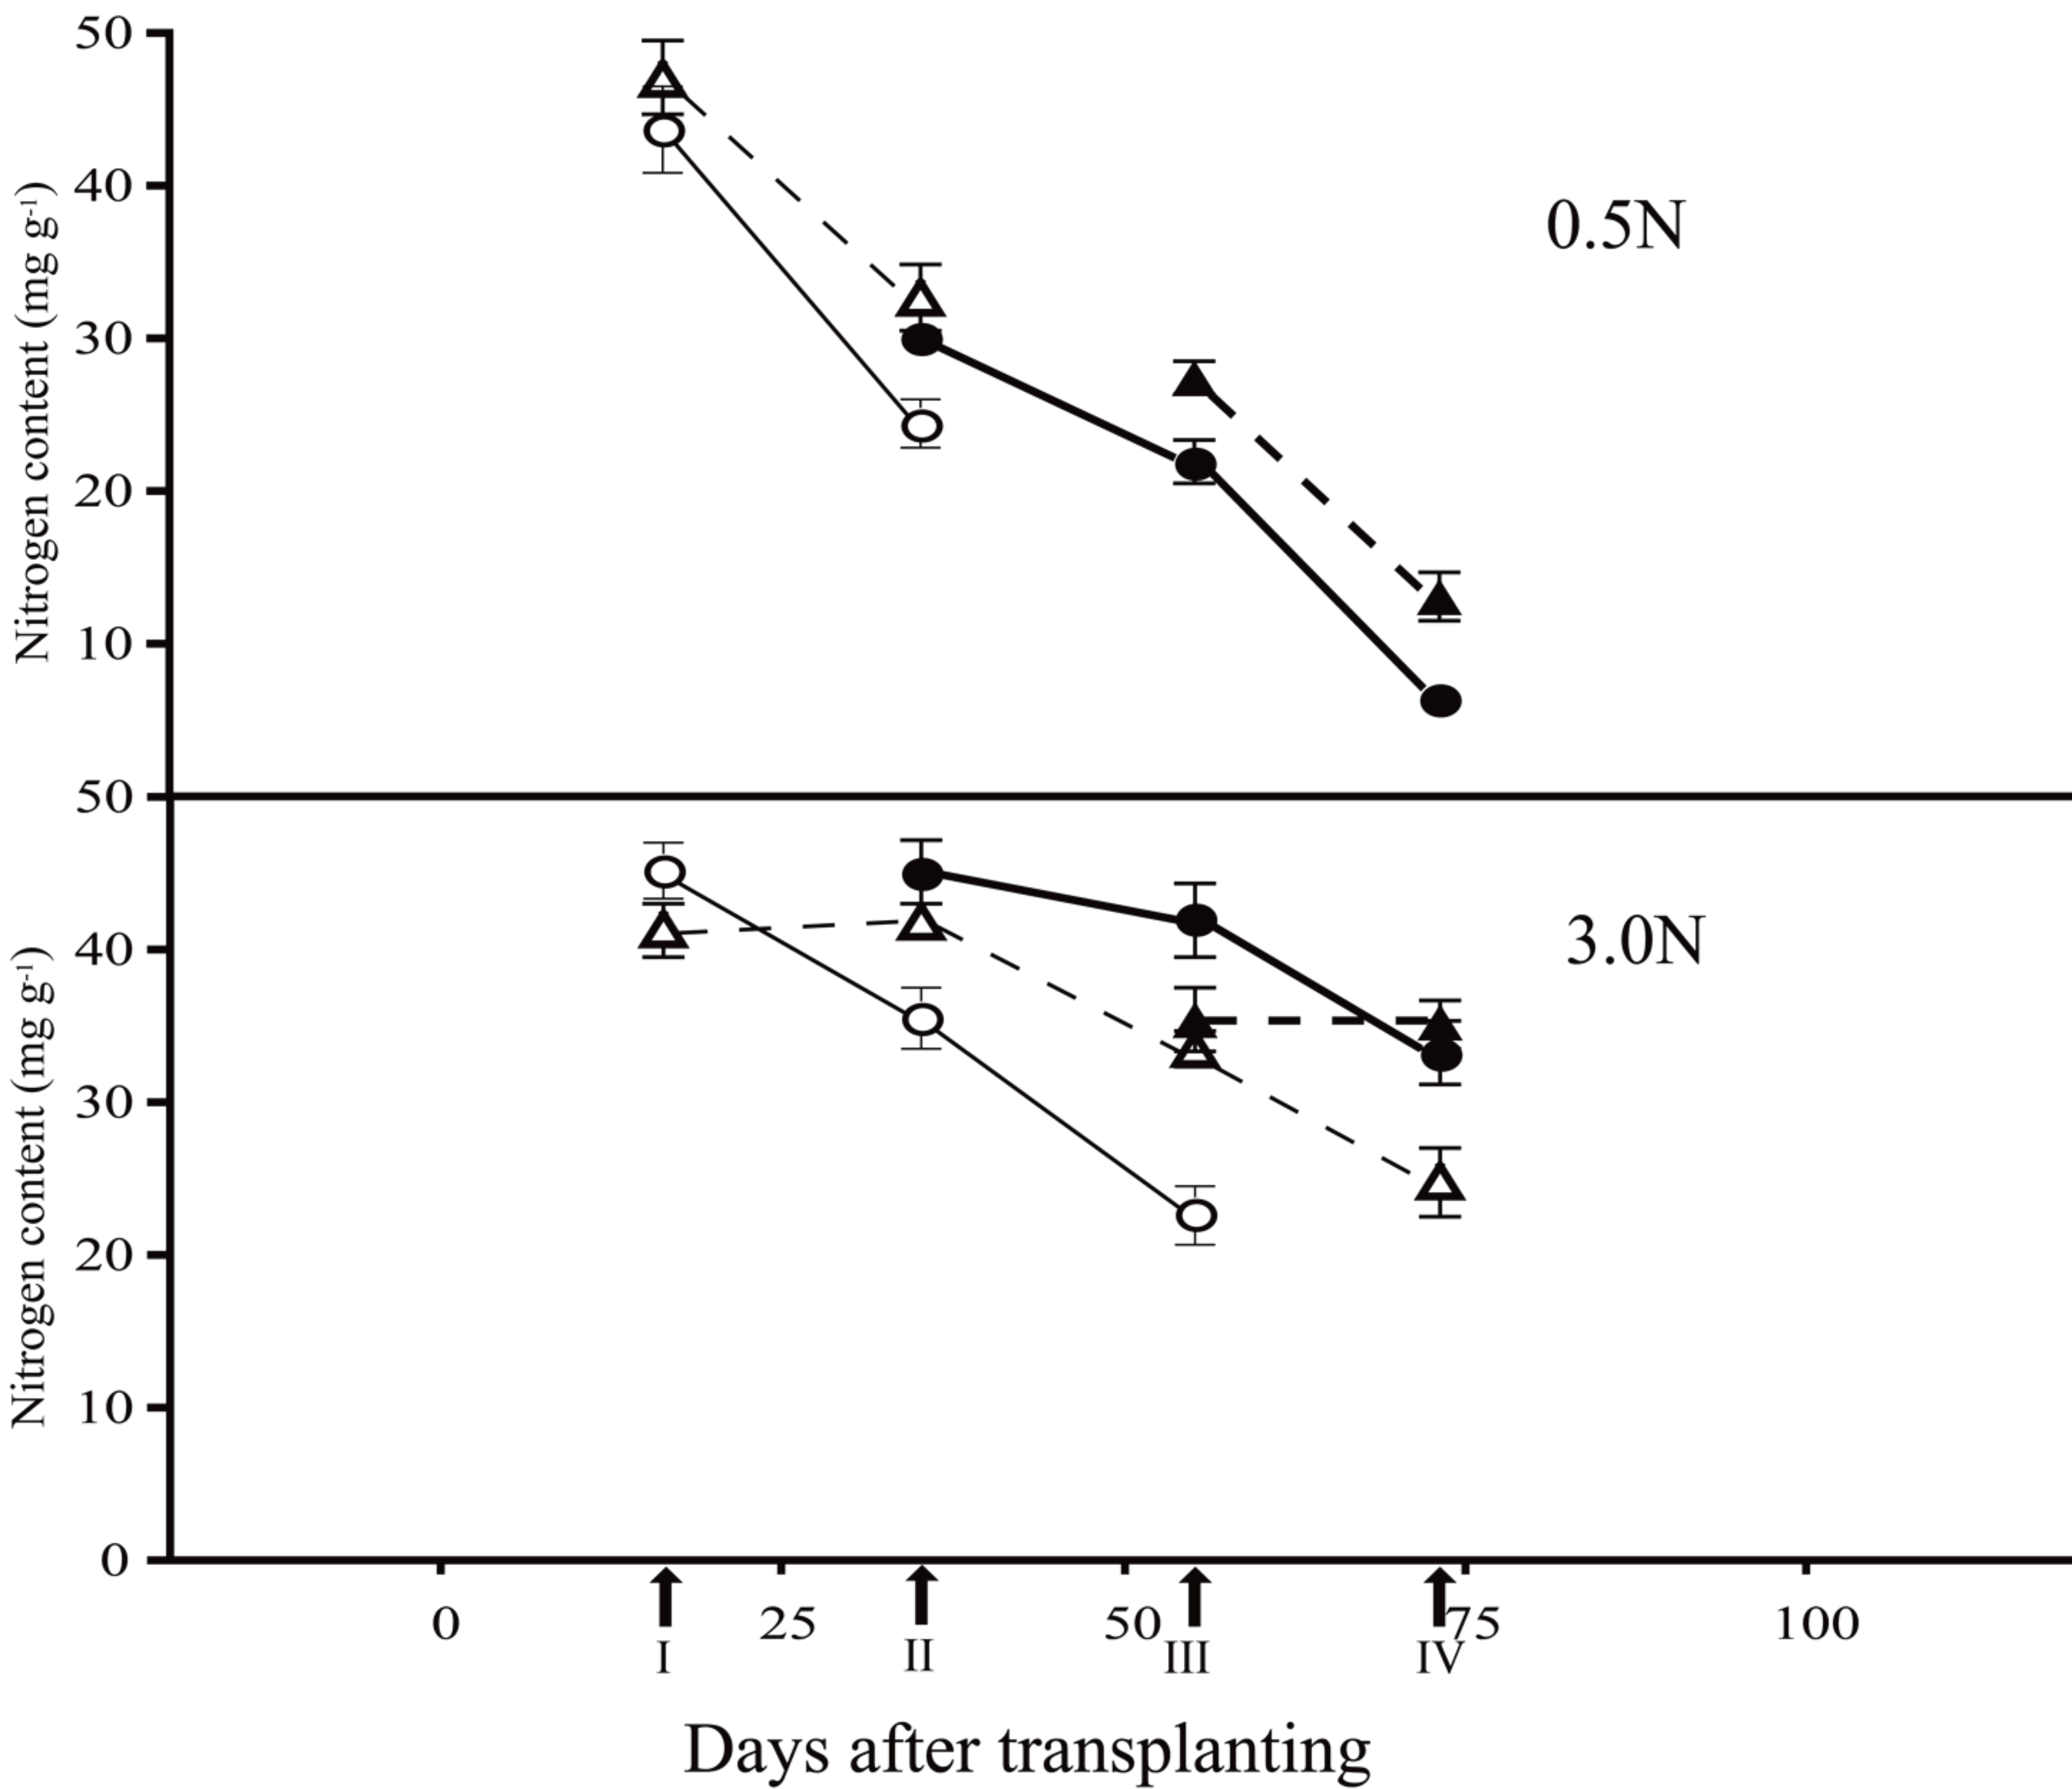 50
40
30
20
10
Nitrogen content (mg g-1)
0.5N
50
40
30
20
10
0
Nitrogen content (mg g-1)
3.0N
0 25 50 75 100
I II III IV
Days after transplanting